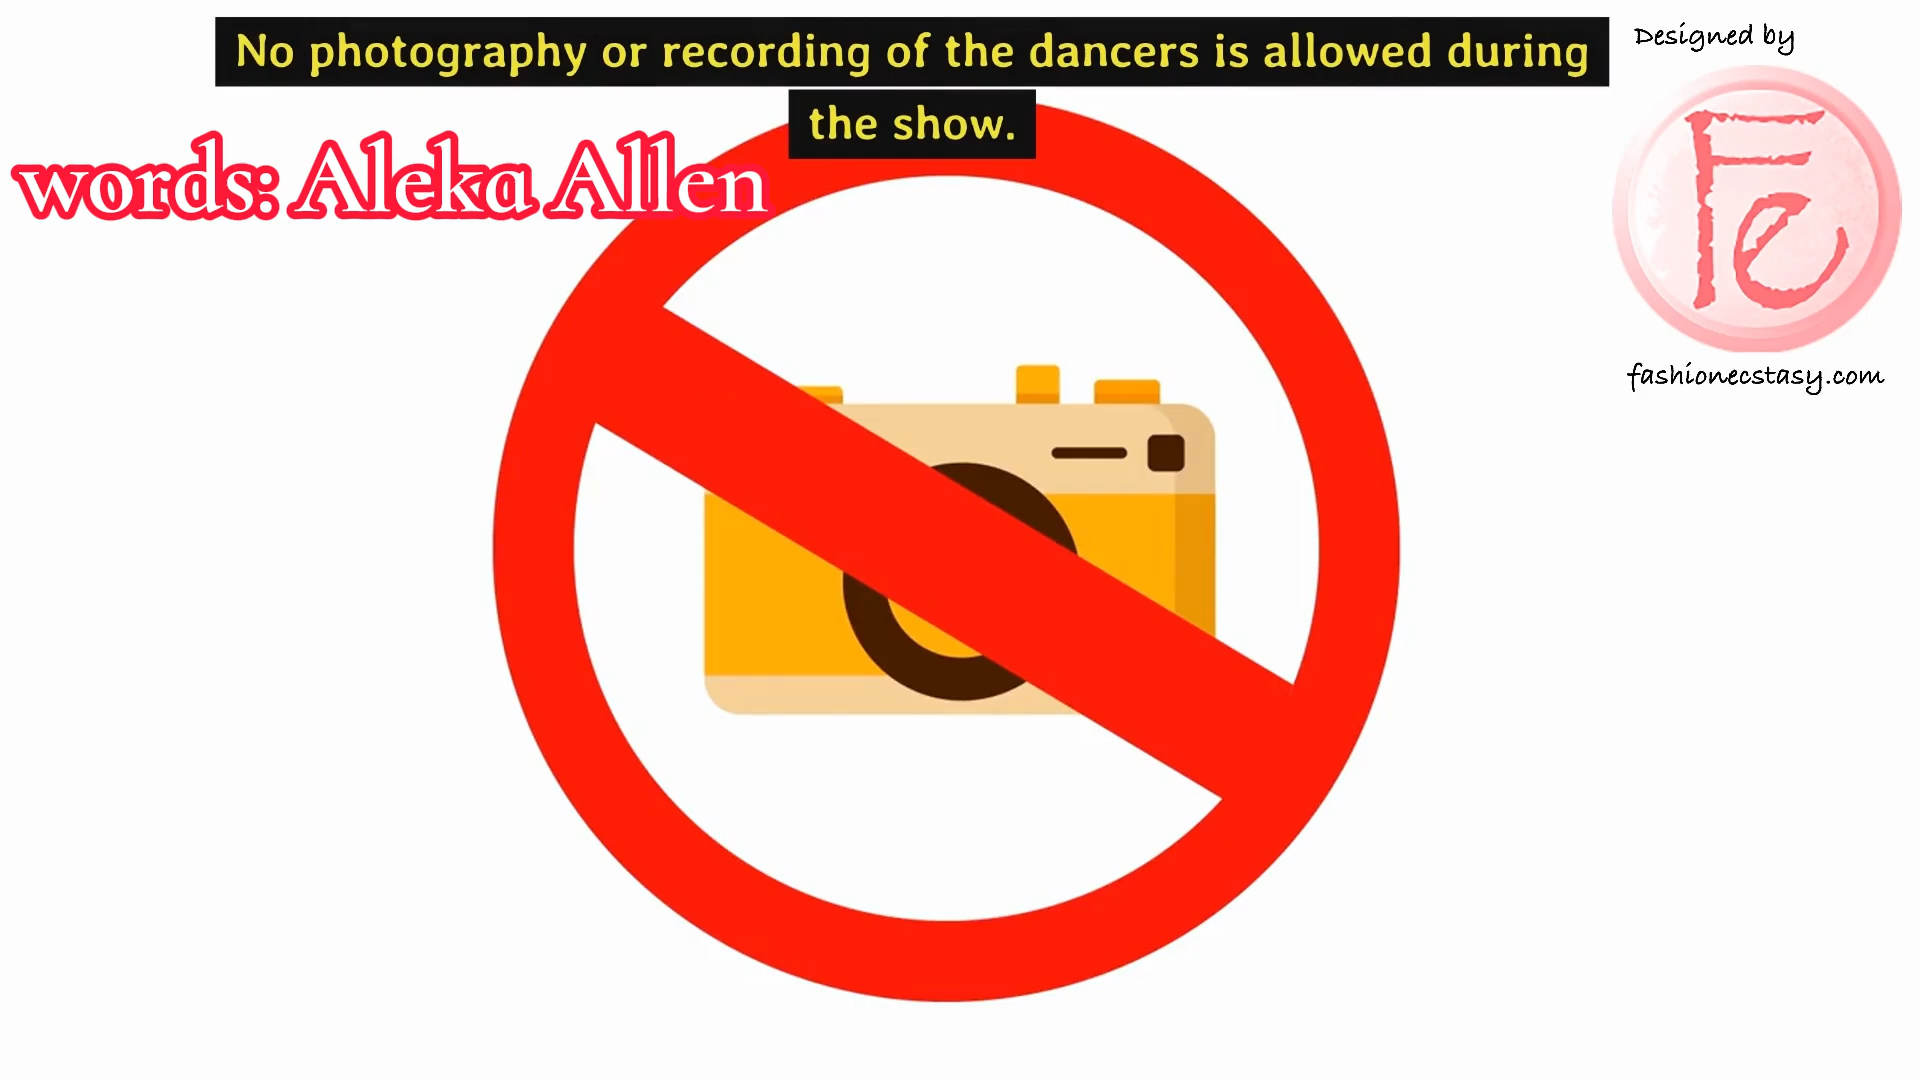 No photography or recording of the dancers is allowed during
the show.
Designed by
words: Aleka Allen
Fe
fashionecstasy.com